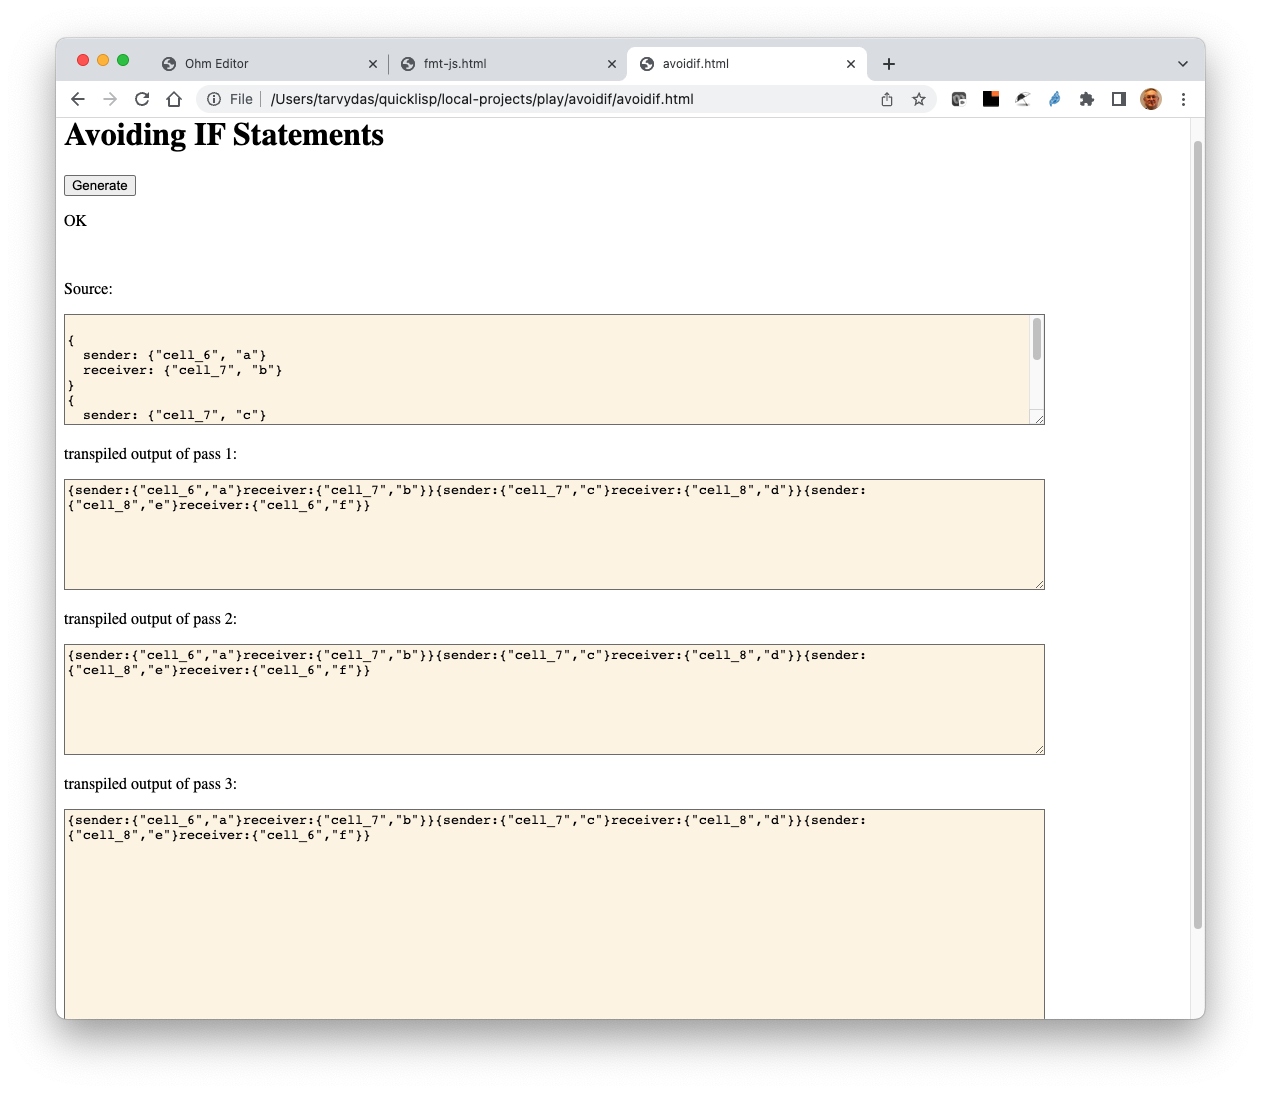 Ohm Editor
fmt-js.html
avoidif.html
File
/Users/tarvydas/quicklisp/local-projects/play/avoidif/avoidif.html
Avoiding IF Statements
Generate
OK
Source:
{
  sender: {"cell_6", "a"}
  receiver: {"cell_7", "b"}
}
{
  sender: {"cell_7", "c"}
transpiled output of pass 1:
{sender:{"cell_6","a"}receiver:{"cell_7","b"}}{sender:{"cell_7","c"}receiver:{"cell_8","d"}}{sender:
{"cell_8","e"}receiver:{"cell_6","f"}}
transpiled output of pass 2:
{sender:{"cell_6","a"}receiver:{"cell_7","b"}}{sender:{"cell_7","c"}receiver:{"cell_8","d"}}{sender:
{"cell_8","e"}receiver:{"cell_6","f"}}
transpiled output of pass 3:
{sender:{"cell_6","a"}receiver:{"cell_7","b"}}{sender:{"cell_7","c"}receiver:{"cell_8","d"}}{sender:
{"cell_8","e"}receiver:{"cell_6","f"}}